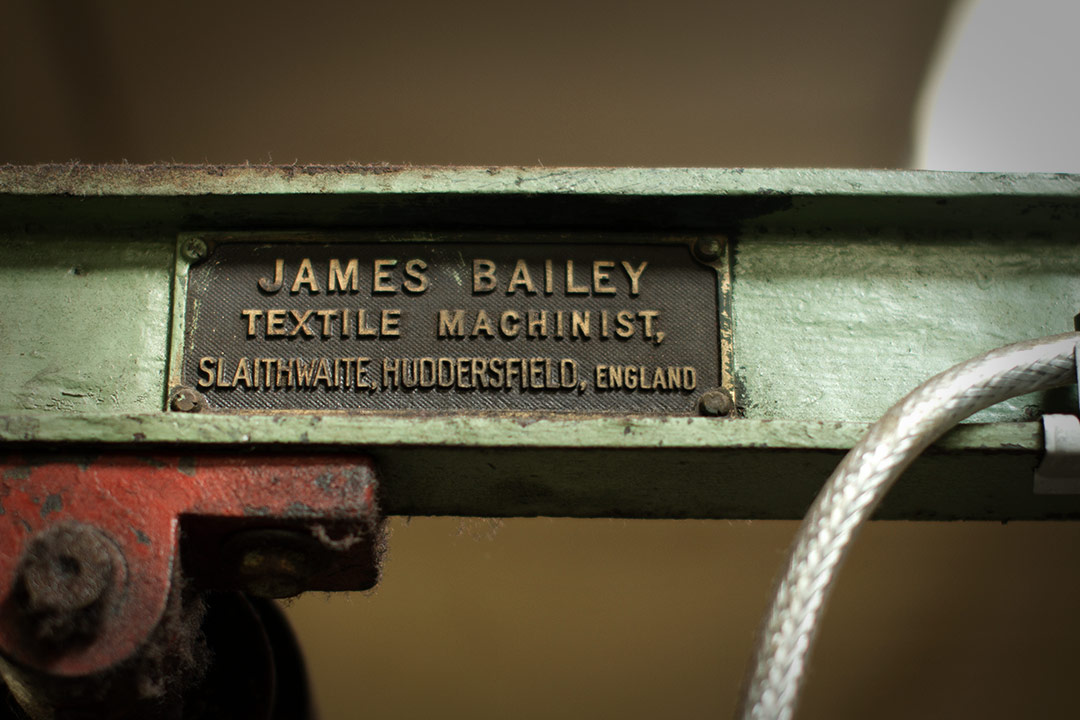 JAMES BAILEY
TEXTILE MACHINIST,
SLAITHWAITE, HUDDERSFIELD, ENGLAND